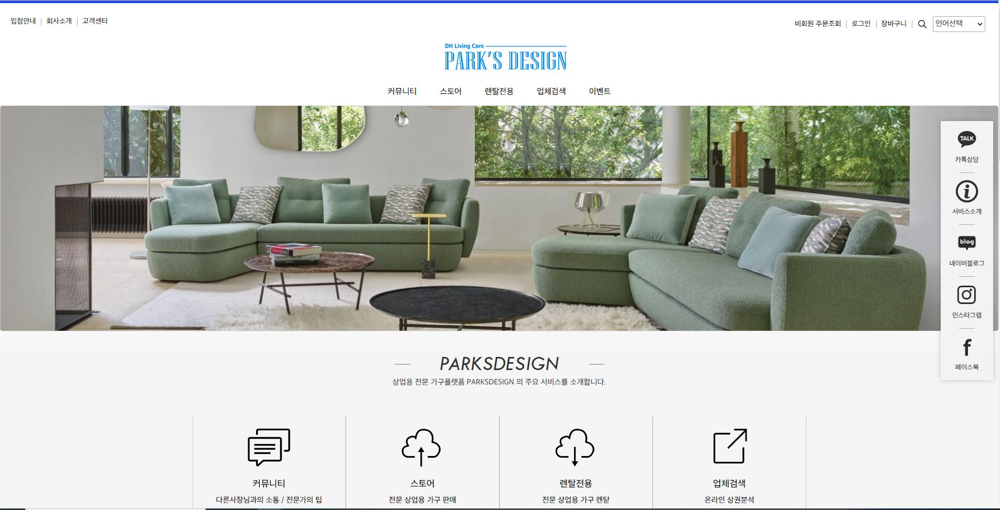 입점안내 회사소개 고객센터
비회원 주문조회 로그인 장바구니 언어선택
DH Living Care
PARK'S DESIGN
커뮤니티 스토어 렌탈전용 업체검색 이벤트
TALK
카톡상담
서비스소개
blog
네이버블로그
인스타그램
페이스북
VERNER PANTON
PARKSDESIGN
상업용 전문 가구플랫폼 PARKSDESIGN 의 주요 서비스를 소개합니다.
커뮤니티 스토어 렌탈전용 업체검색
다른사장님과의 소통 / 전문가의 팁 전문 상업용 가구 판매 전문 상업용 가구 렌탈 온라인 상권분석